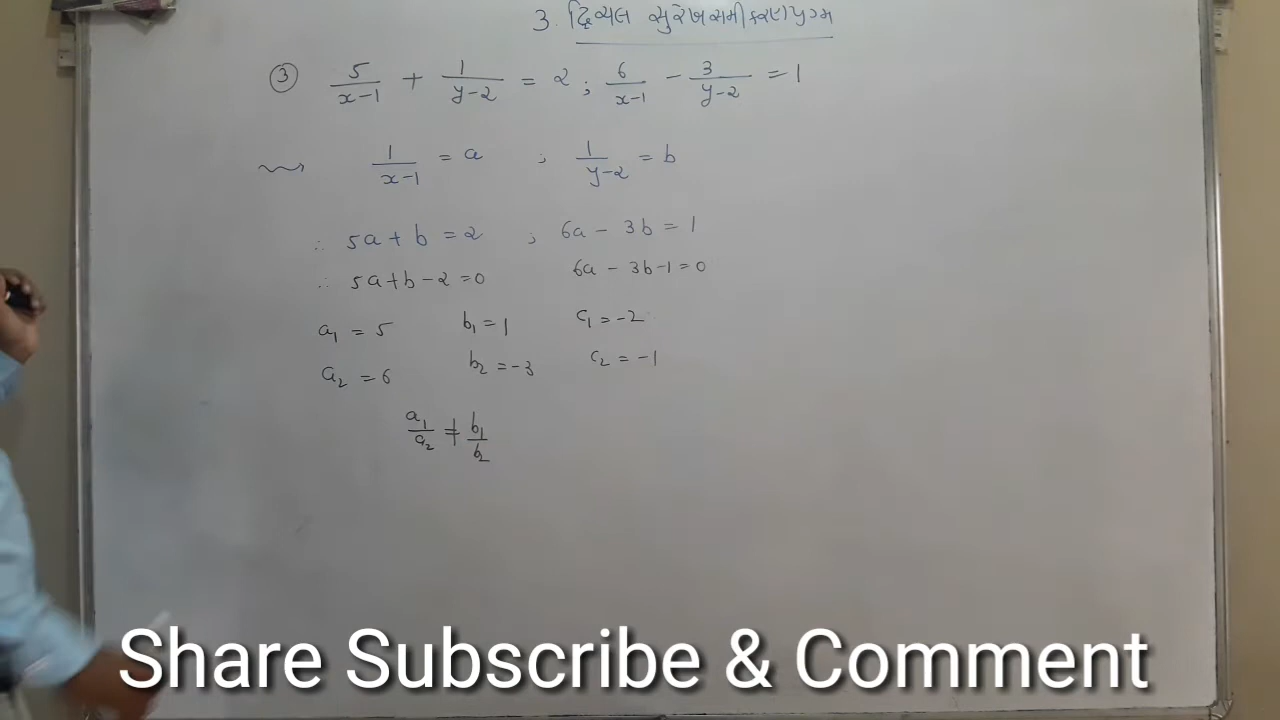 3. દ્વિચલ સુરેખ સમીકરણયુગ્મ
③ 5/(x-1) + 1/(y-2) = 2 ; 6/(x-1) - 3/(y-2) = 1
1/(x-1) = a ; 1/(y-2) = b
∴ 5a + b = 2 ; 6a - 3b = 1
∴ 5a+b-2=0 6a - 3b-1=0
a₁ = 5 b₁ = 1 c₁ = -2
a₂ = 6 b₂ = -3 c₂ = -1
a₁/a₂ ≠ b₁/b₂
Share Subscribe & Comment